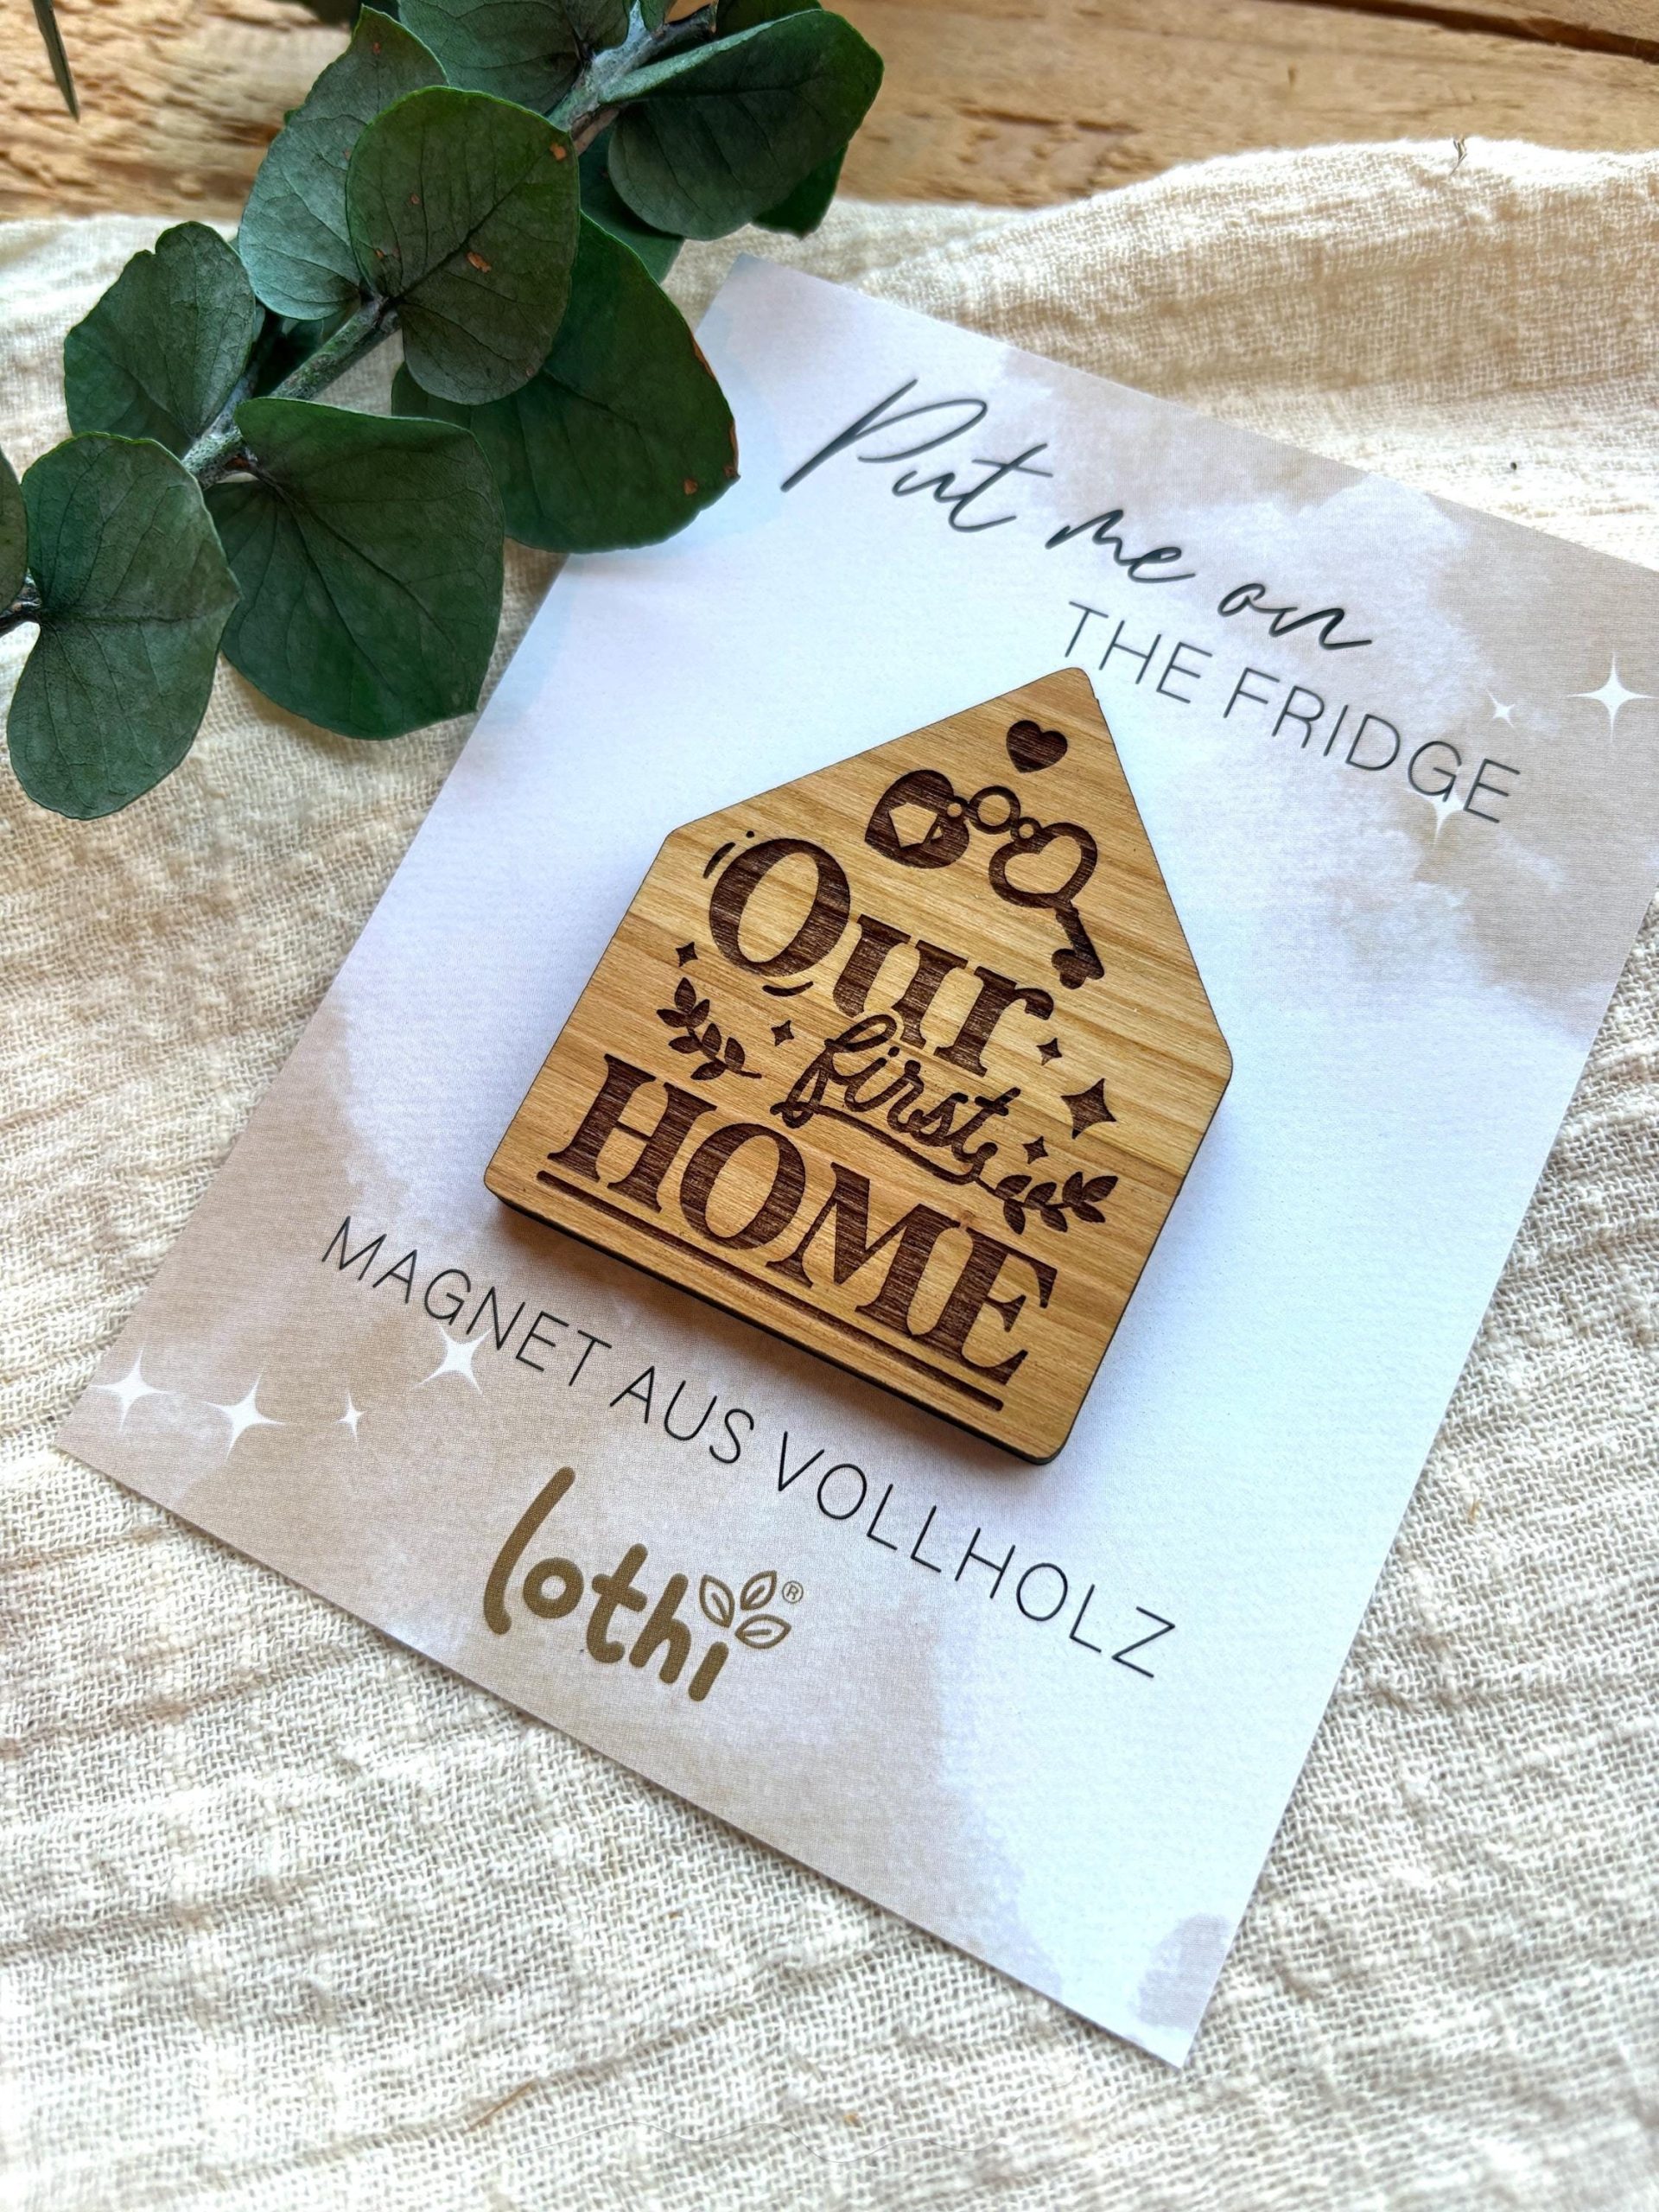 Put me on
THE FRIDGE
Our
first
HOME
MAGNET AUS VOLLHOLZ
lothi®